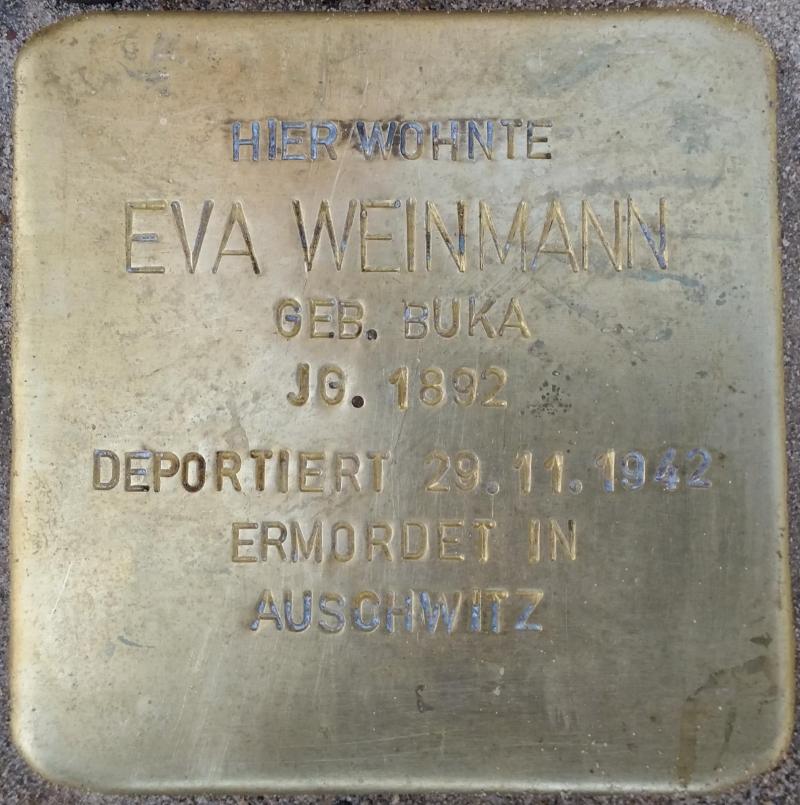 HIER WOHNTE
EVA WEINMANN
GEB. BUKA
JG. 1892
DEPORTIERT 29.11.1942
ERMORDET IN
AUSCHWITZ